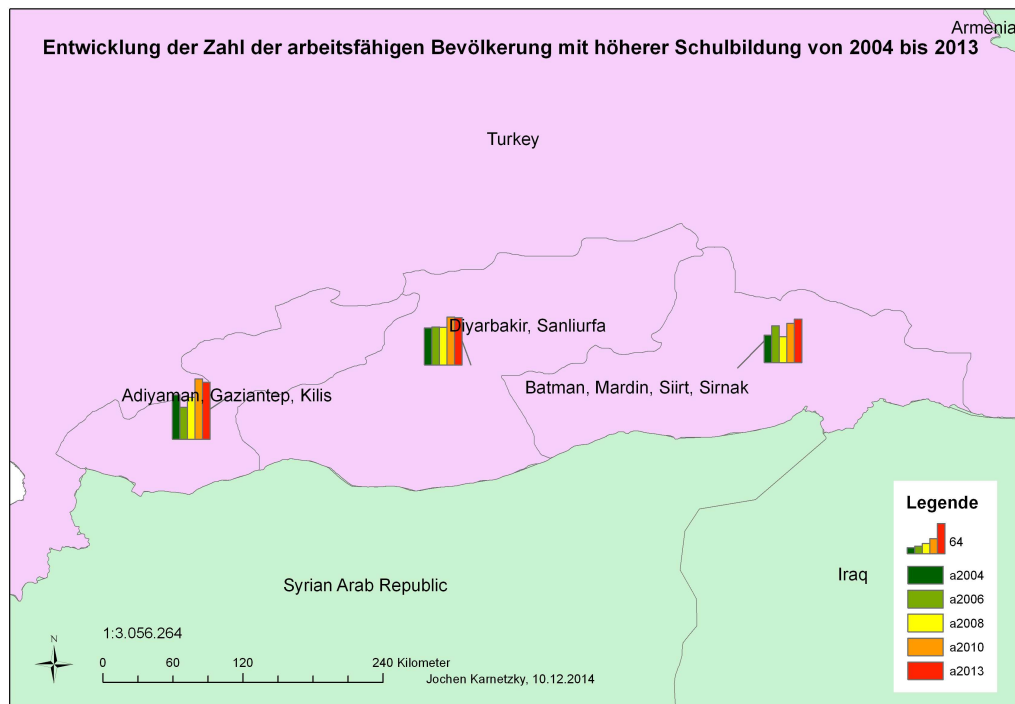 Armenia
Entwicklung der Zahl der arbeitsfähigen Bevölkerung mit höherer Schulbildung von 2004 bis 2013
Turkey
Diyarbakir, Sanliurfa
Batman, Mardin, Siirt, Sirnak
Adiyaman, Gaziantep, Kilis
Legende
64
a2004
a2006
a2008
a2010
a2013
Iraq
Syrian Arab Republic
N
1:3.056.264
0 60 120 240 Kilometer
Jochen Karnetzky, 10.12.2014